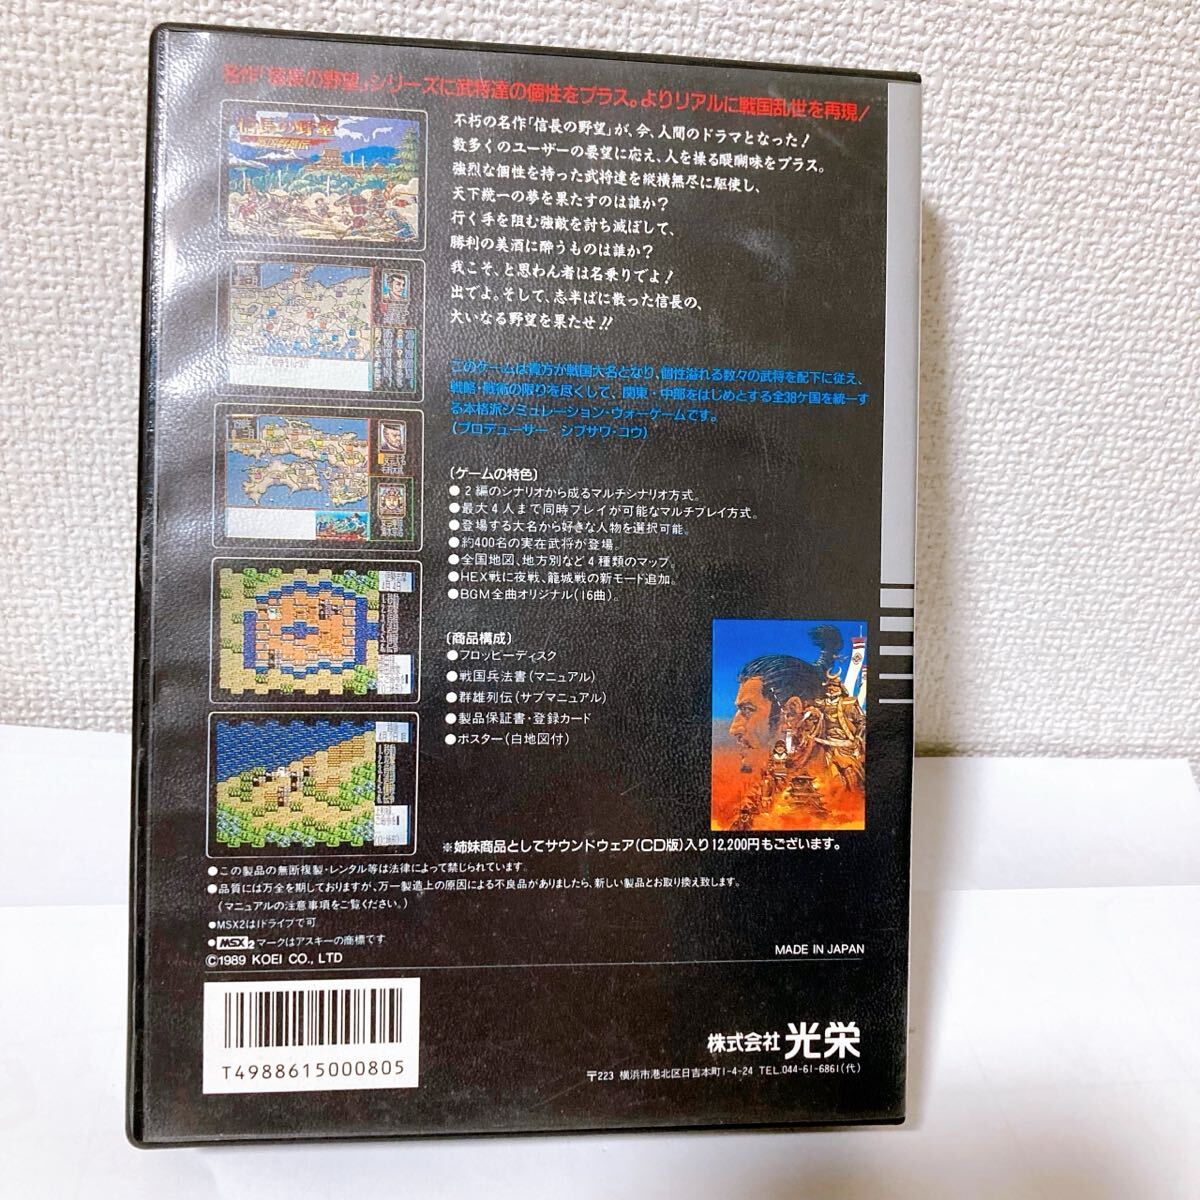 名作「信長の野望」シリーズに武将達の個性をプラス。よりリアルに戦国乱世を再現!
信長の野望
戦国群雄伝
不朽の名作「信長の野望」が、今、人間のドラマとなった!
数多くのユーザーの要望に応え、人を操る醍醐味をプラス。
強烈な個性を持った武将達を縦横無尽に駆使し、
天下統一の夢を果たすのは誰か?
行く手を阻む強敵を討ち滅ぼして、
勝利の美酒に酔うものは誰か?
我こそ、と思わん者は名乗りでよ!
出でよ。そして、志半ばに散った信長の、
大いなる野望を果たせ!!
このゲームは貴方が戦国大名となり、個性溢れる数々の武将を配下に従え、
戦略・戦術の限りを尽くして、関東・中部をはじめとする全38ケ国を統一す
る本格派シミュレーション・ウォーゲームです。
(プロデューサー シブサワ・コウ)
〔ゲームの特色〕
●2編のシナリオから成るマルチシナリオ方式。
●最大4人まで同時プレイが可能なマルチプレイ方式。
●登場する大名から好きな人物を選択可能。
●約400名の実在武将が登場。
●全国地図、地方別など4種類のマップ。
●HEX戦に夜戦、籠城戦の新モード追加。
●BGM全曲オリジナル(16曲)。
〔商品構成〕
●フロッピーディスク
●戦国兵法書(マニュアル)
●群雄列伝(サブマニュアル)
●製品保証書・登録カード
●ポスター(白地図付)
※姉妹商品としてサウンドウェア(CD版)入り12,200円もございます。
●この製品の無断複製・レンタル等は法律によって禁じられています。
●品質には万全を期しておりますが、万一製造上の原因による不良品がありましたら、新しい製品とお取り換え致します。
(マニュアルの注意事項をご覧ください。)
●MSX2は1ドライブで可
●MSX2マークはアスキーの商標です
©1989 KOEI CO., LTD
MADE IN JAPAN
T4988615000805
株式会社 光栄
〒223 横浜市港北区日吉本町1-4-24 TEL.044-61-6861(代)